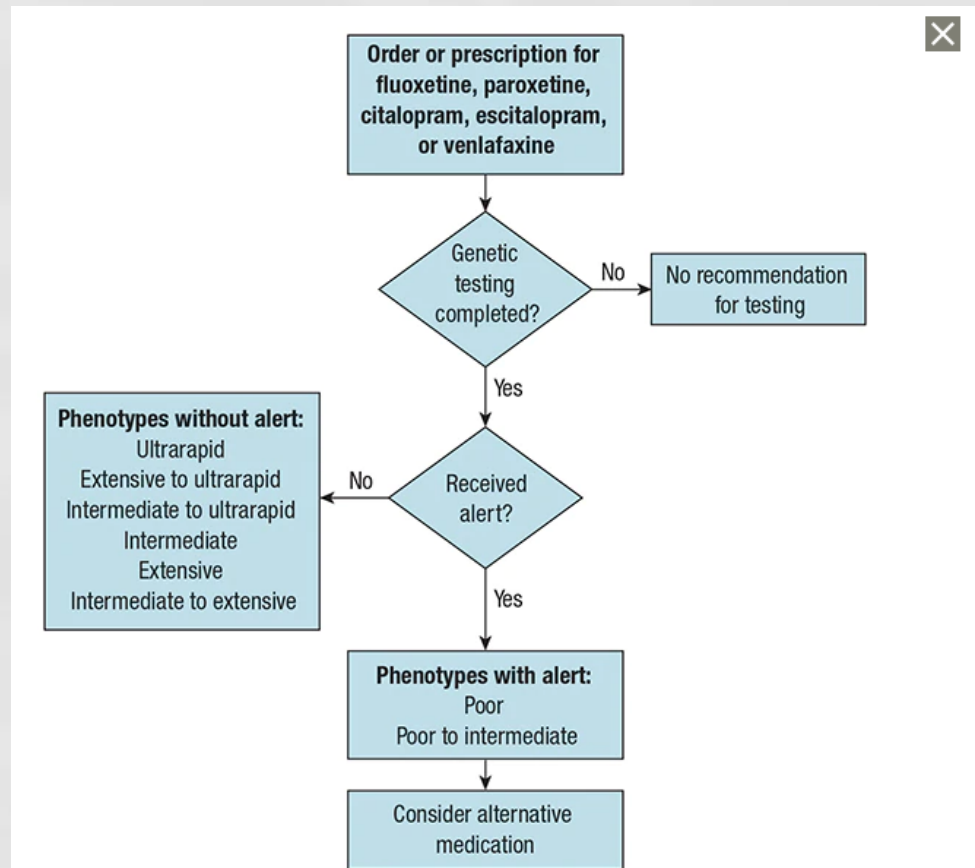 Order or prescription for
fluoxetine, paroxetine,
citalopram, escitalopram,
or venlafaxine
Genetic
testing
completed?
No
No recommendation
for testing
Yes
Received
alert?
No
Phenotypes without alert:
Ultrarapid
Extensive to ultrarapid
Intermediate to ultrarapid
Intermediate
Extensive
Intermediate to extensive
Yes
Phenotypes with alert:
Poor
Poor to intermediate
Consider alternative
medication